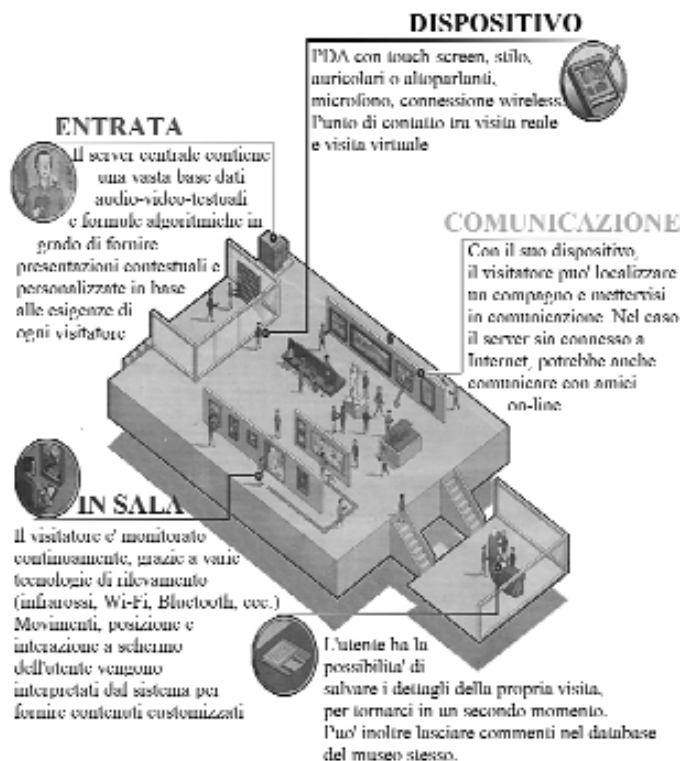 DISPOSITIVO
PDA con touch screen, stilo,
auricolari o altoparlanti,
microfono, connessione wireless.
Punto di contatto tra visita reale
e visita virtuale
ENTRATA
Il server centrale contiene
una vasta base dati
audio-video-testuali
e formule algoritmiche in
grado di fornire
presentazioni contestuali e
personalizzate in base
alle esigenze di
ogni visitatore
COMUNICAZIONE
Con il suo dispositivo,
il visitatore puo' localizzare
un compagno e mettervisi
in comunicazione. Nel caso
il server sia connesso a
Internet, potrebbe anche
comunicare con amici
on-line
IN SALA
Il visitatore e' monitorato
continuamente, grazie a varie
tecnologie di rilevamento
(infrarossi, Wi-Fi, Bluetooth, ecc.)
Movimenti, posizione e
interazione a schermo
dell'utente vengono
interpretati dal sistema per
fornire contenuti customizzati
L'utente ha la
possibilita' di
salvare i dettagli della propria visita,
per tornarci in un secondo momento.
Puo' inoltre lasciare commenti nel database
del museo stesso.